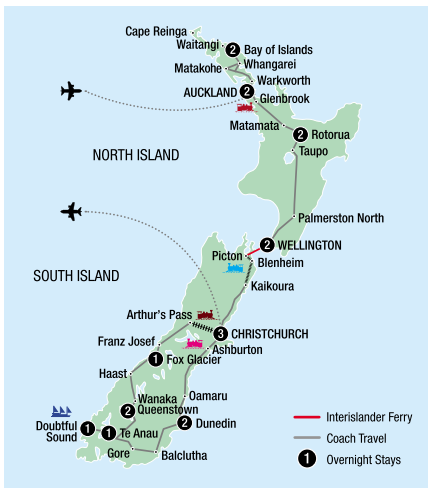 Cape Reinga
Waitangi
2 Bay of Islands
Whangarei
Matakohe
Warkworth
AUCKLAND 2
Glenbrook
Matamata
2 Rotorua
Taupo
NORTH ISLAND
Palmerston North
2 WELLINGTON
Picton
Blenheim
SOUTH ISLAND
Kaikoura
Arthur's Pass
3 CHRISTCHURCH
Franz Josef
Ashburton
1 Fox Glacier
Haast
Oamaru
Wanaka
2 Queenstown
Doubtful
Sound
1
1 Te Anau
2 Dunedin
Gore
Balclutha
Interislander Ferry
Coach Travel
1 Overnight Stays